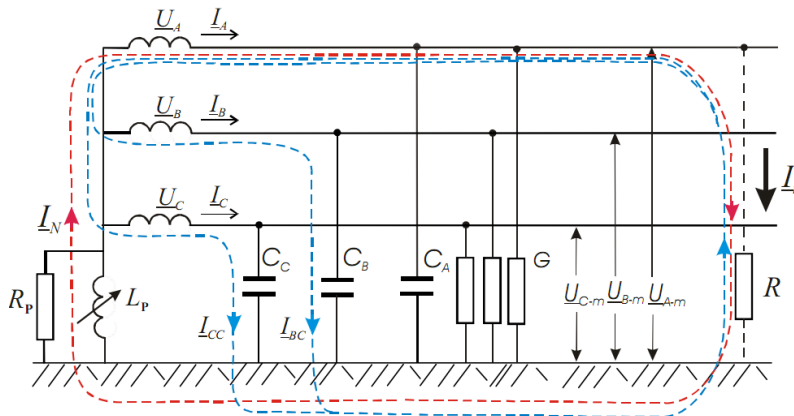 U_A I_A
U_B I_B
U_C I_C
I_N
C_C C_B C_A G
U_C-m U_B-m U_A-m
I
R_P L_P R
I_CC I_BC